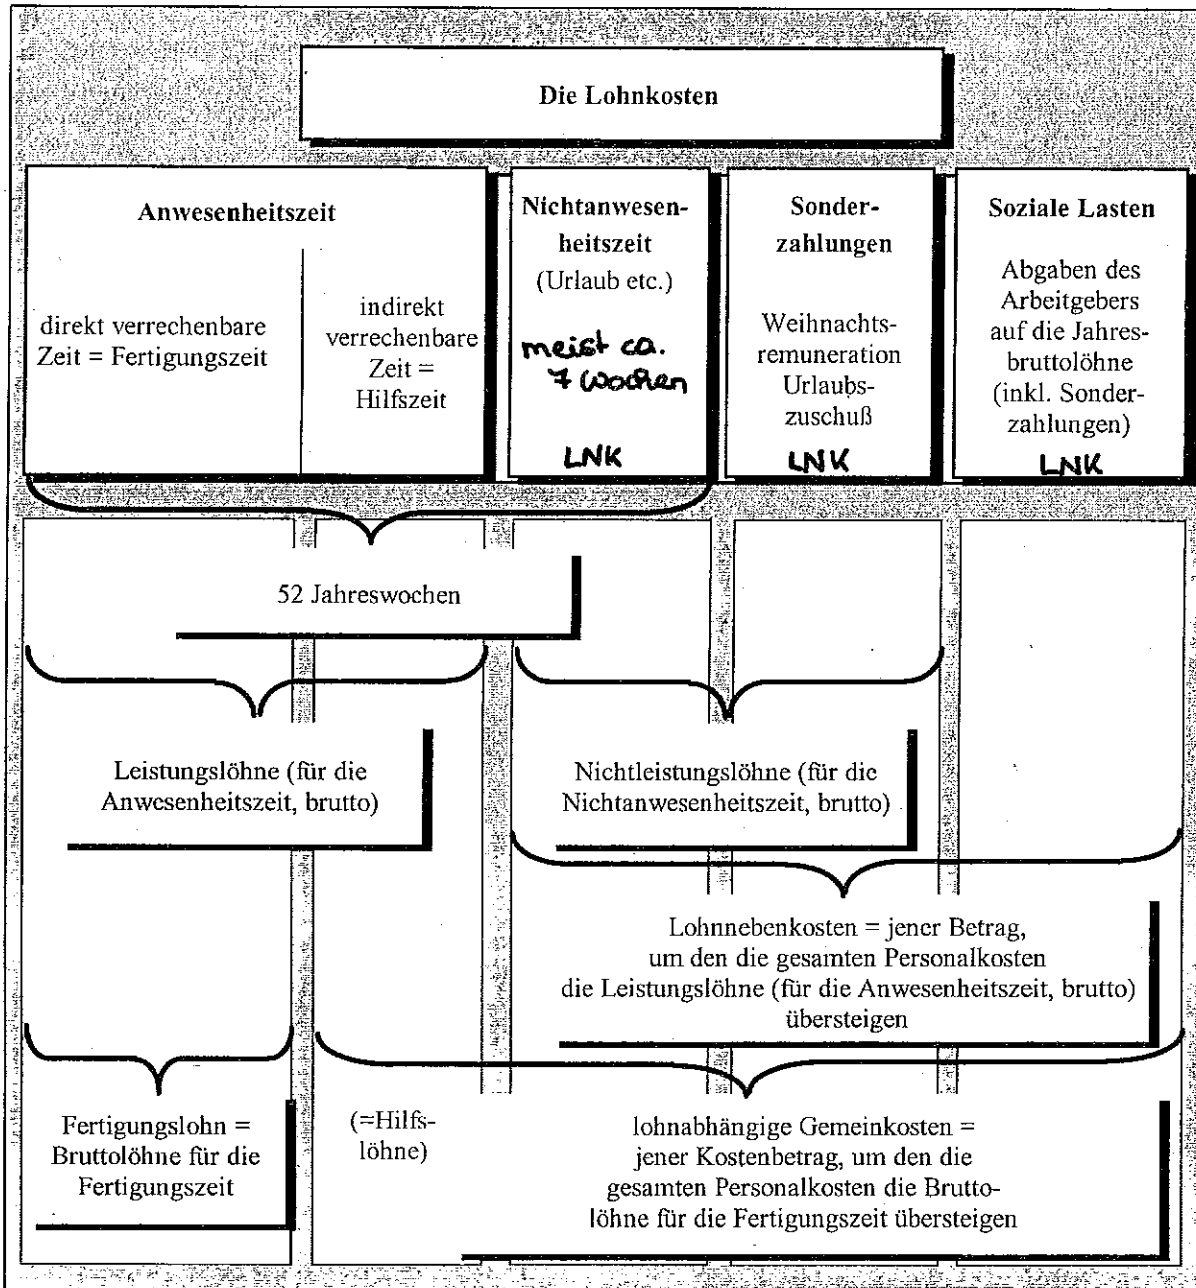 Die Lohnkosten
Anwesenheitszeit
direkt verrechenbare
Zeit = Fertigungszeit
indirekt
verrechenbare
Zeit =
Hilfszeit
Nichtanwesen-
heitszeit
(Urlaub etc.)
meist ca.
7 Wochen
LNK
Sonder-
zahlungen
Weihnachts-
remuneration
Urlaubs-
zuschuß
LNK
Soziale Lasten
Abgaben des
Arbeitgebers
auf die Jahres-
bruttolöhne
(inkl. Sonder-
zahlungen)
LNK
52 Jahreswochen
Leistungslöhne (für die
Anwesenheitszeit, brutto)
Nichtleistungslöhne (für die
Nichtanwesenheitszeit, brutto)
Lohnnebenkosten = jener Betrag,
um den die gesamten Personalkosten
die Leistungslöhne (für die Anwesenheitszeit, brutto)
übersteigen
Fertigungslohn =
Bruttolöhne für die
Fertigungszeit
(=Hilfs-
löhne)
lohnabhängige Gemeinkosten =
jener Kostenbetrag, um den die
gesamten Personalkosten die Brutto-
löhne für die Fertigungszeit übersteigen